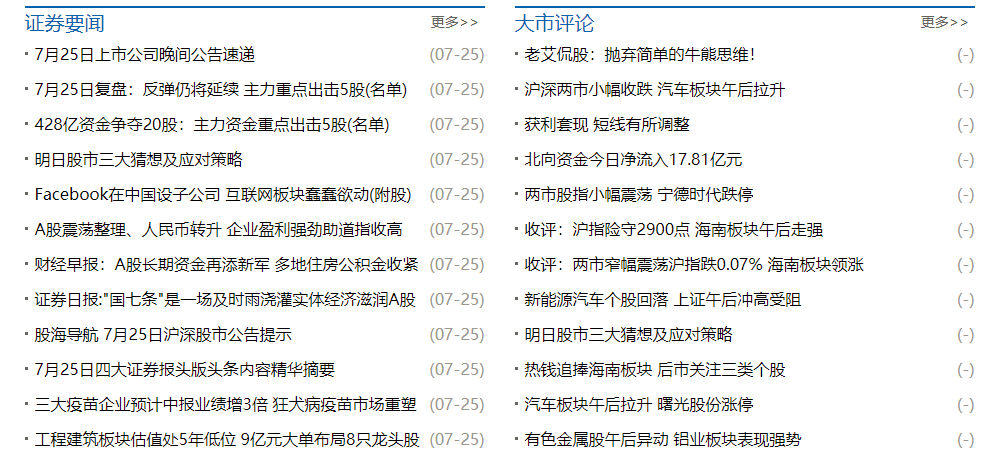 证券要闻 更多>>
7月25日上市公司晚间公告速递 (07-25)
7月25日复盘：反弹仍将延续 主力重点出击5股(名单) (07-25)
428亿资金争夺20股：主力资金重点出击5股(名单) (07-25)
明日股市三大猜想及应对策略 (07-25)
Facebook在中国设子公司 互联网板块蠢蠢欲动(附股) (07-25)
A股震荡整理、人民币转升 企业盈利强劲助道指收高 (07-25)
财经早报：A股长期资金再添新军 多地住房公积金收紧 (07-25)
证券日报:"国七条"是一场及时雨浇灌实体经济滋润A股 (07-25)
股海导航 7月25日沪深股市公告提示 (07-25)
7月25日四大证券报头版头条内容精华摘要 (07-25)
三大疫苗企业预计中报业绩增3倍 狂犬病疫苗市场重塑 (07-25)
工程建筑板块估值处5年低位 9亿元大单布局8只龙头股 (07-25)
大市评论 更多>>
老艾侃股：抛弃简单的牛熊思维！ (-)
沪深两市小幅收跌 汽车板块午后拉升 (-)
获利套现 短线有所调整 (-)
北向资金今日净流入17.81亿元 (-)
两市股指小幅震荡 宁德时代跌停 (-)
收评：沪指险守2900点 海南板块午后走强 (-)
收评：两市窄幅震荡沪指跌0.07% 海南板块领涨 (-)
新能源汽车个股回落 上证午后冲高受阻 (-)
明日股市三大猜想及应对策略 (-)
热钱追捧海南板块 后市关注三类个股 (-)
汽车板块午后拉升 曙光股份涨停 (-)
有色金属股午后异动 铝业板块表现强势 (-)